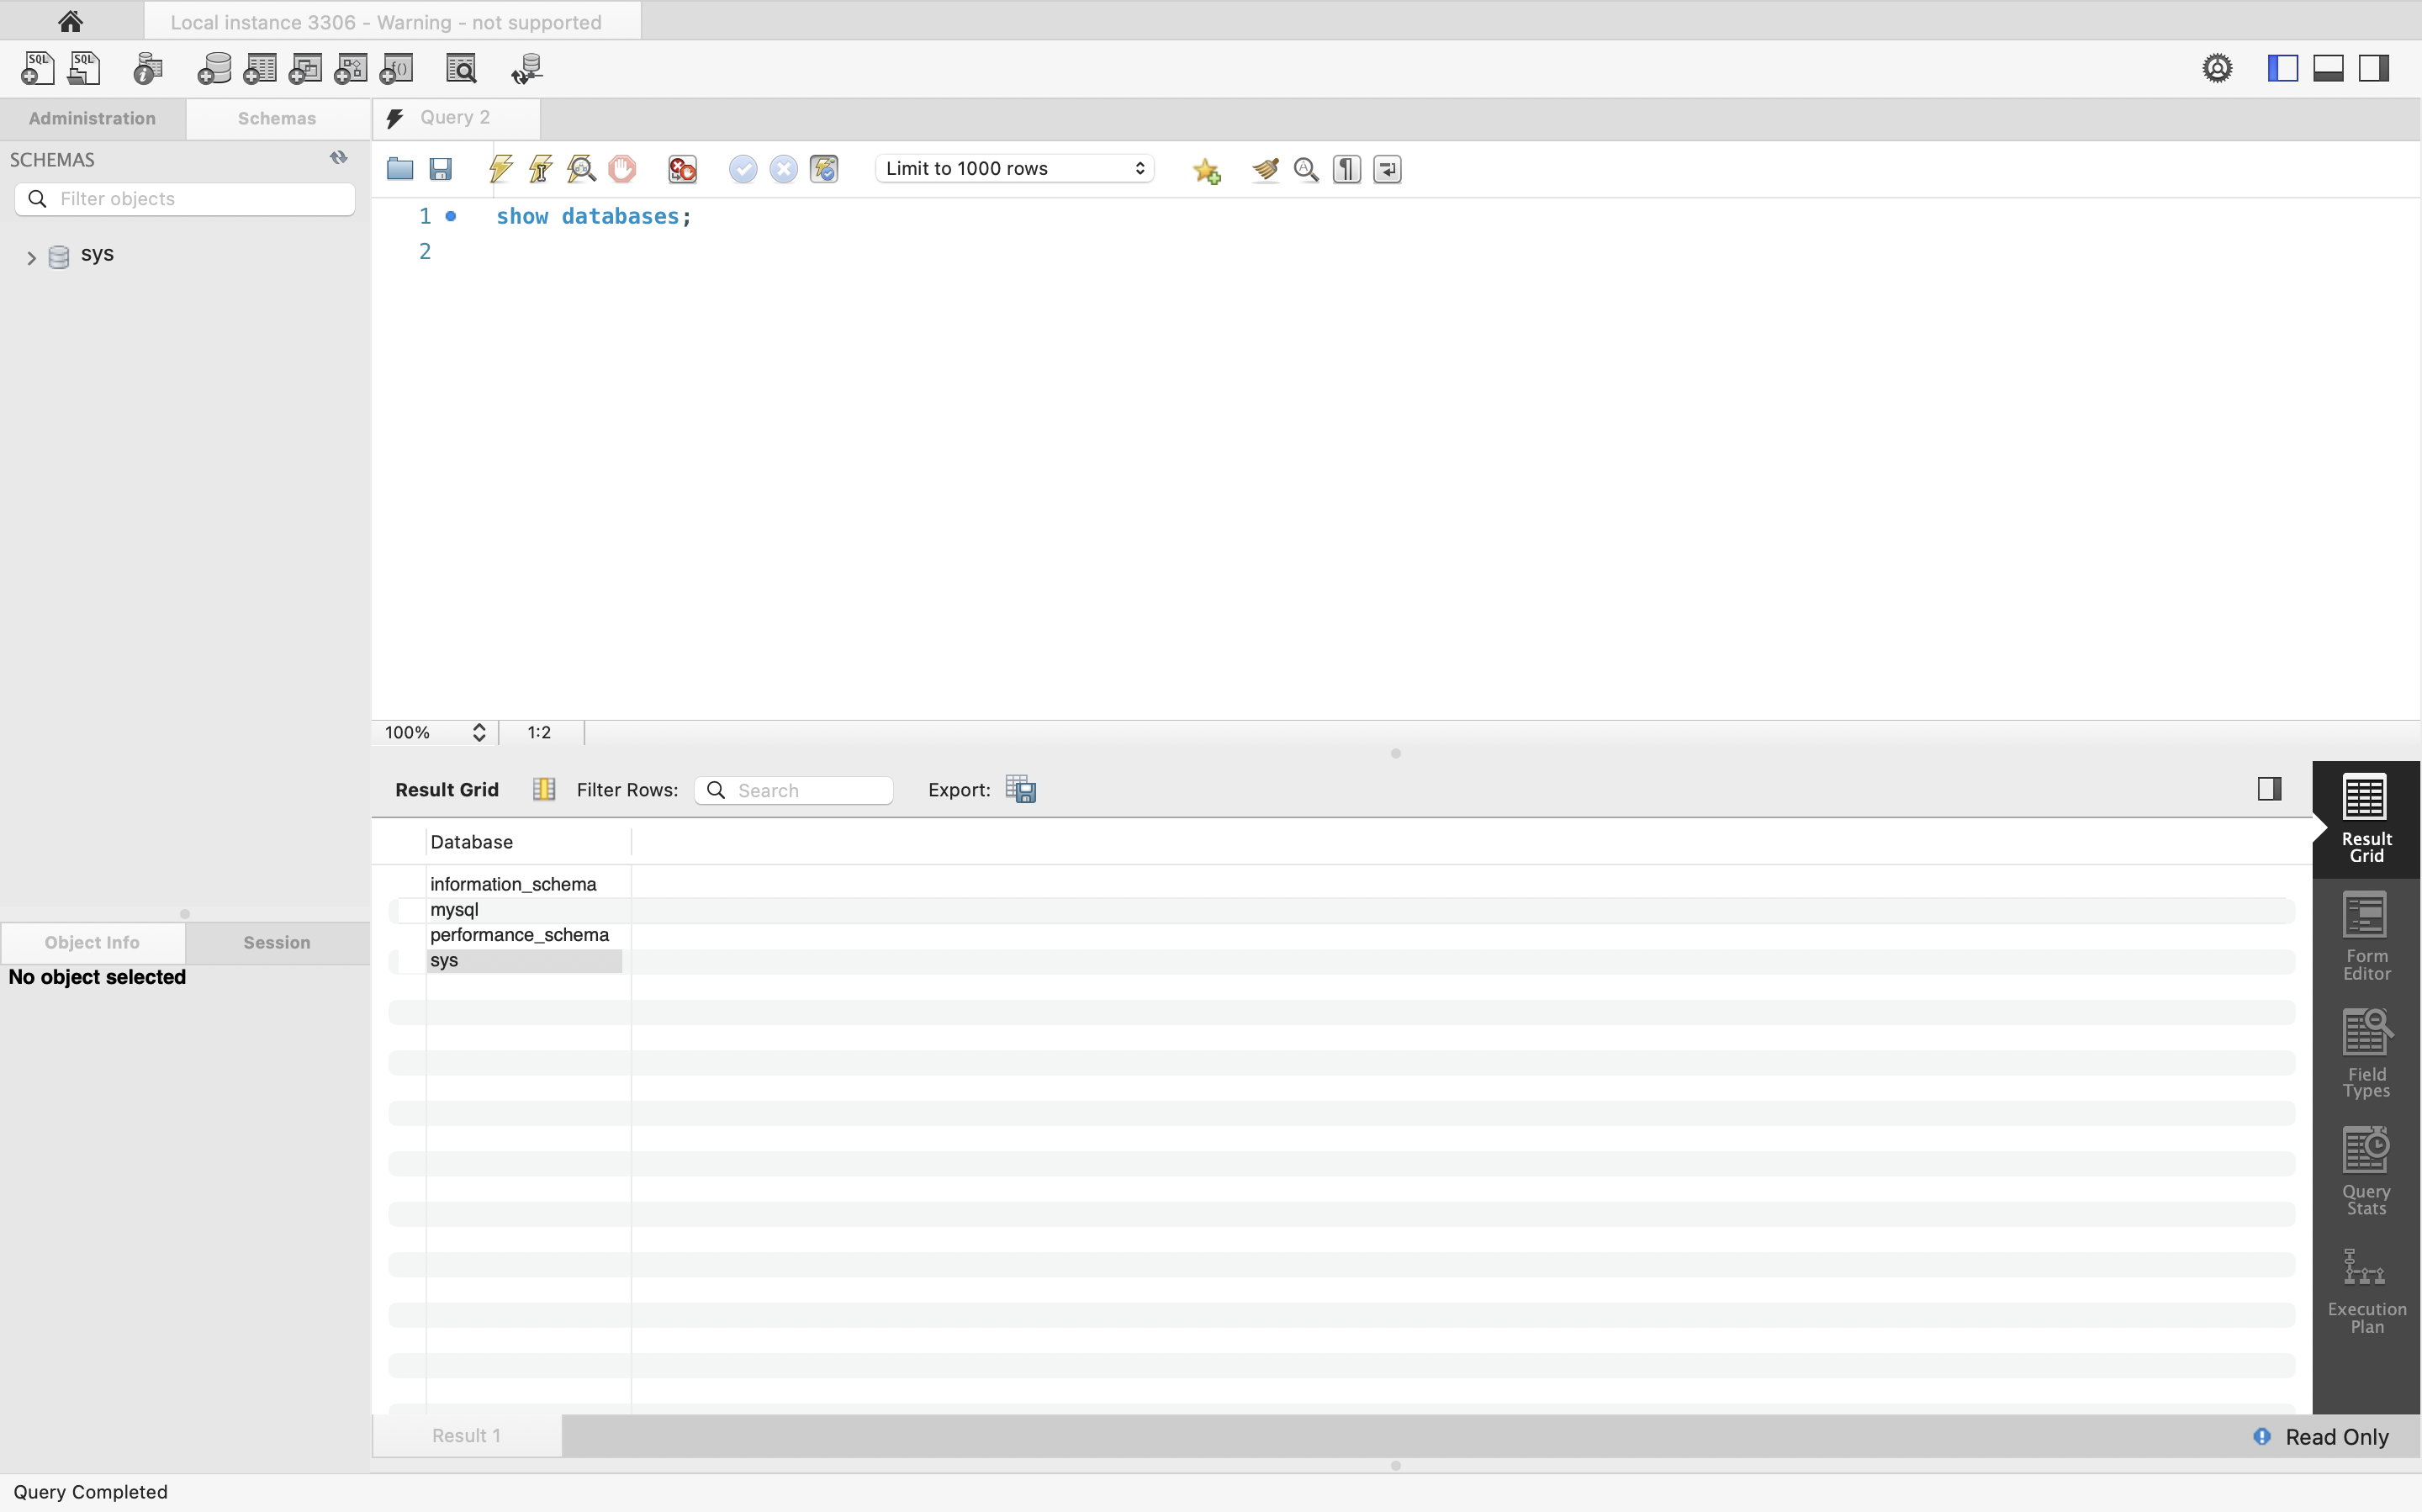 Local instance 3306 - Warning - not supported
SQL
SQL
Administration
Schemas
Query 2
SCHEMAS
Filter objects
Limit to 1000 rows
sys
1
show databases;
2
100%
1:2
Result Grid
Filter Rows:
Search
Export:
Database
information_schema
mysql
performance_schema
sys
Result
Grid
Form
Editor
Field
Types
Query
Stats
Execution
Plan
Object Info
Session
No object selected
Result 1
Read Only
Query Completed